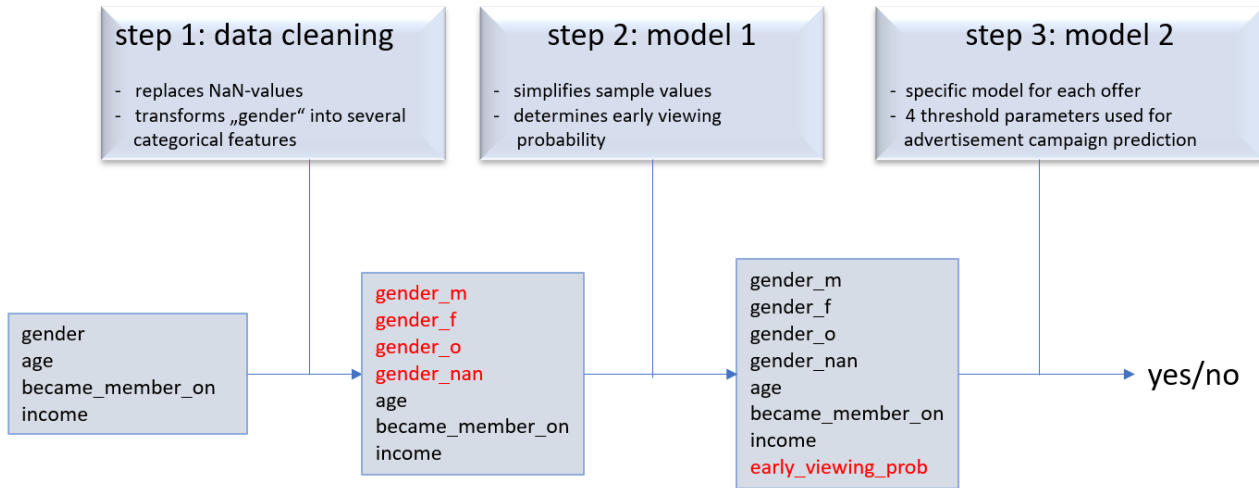 step 1: data cleaning
- replaces NaN-values
- transforms „gender“ into several
categorical features
step 2: model 1
- simplifies sample values
- determines early viewing
probability
step 3: model 2
- specific model for each offer
- 4 threshold parameters used for
advertisement campaign prediction
gender
age
became_member_on
income
gender_m
gender_f
gender_o
gender_nan
age
became_member_on
income
gender_m
gender_f
gender_o
gender_nan
age
became_member_on
income
early_viewing_prob
yes/no